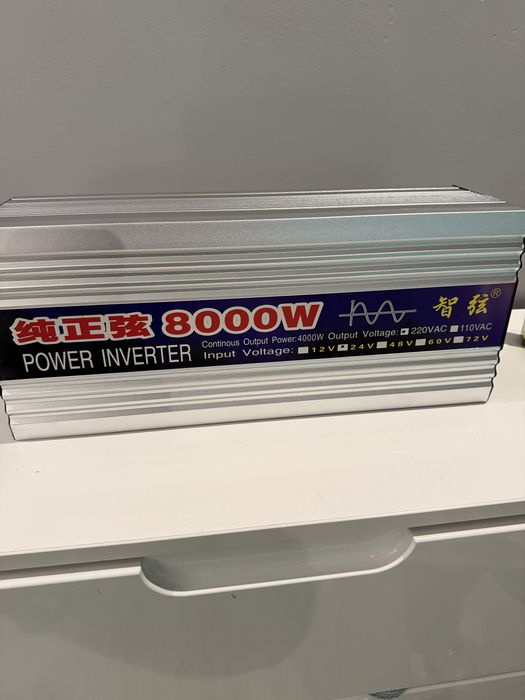 纯正弦 8000W
智弦®
POWER INVERTER
Continous Output Power:4000W Output Voltage: 220VAC 110VAC
Input Voltage: 12V 24V 48V 60V 72V